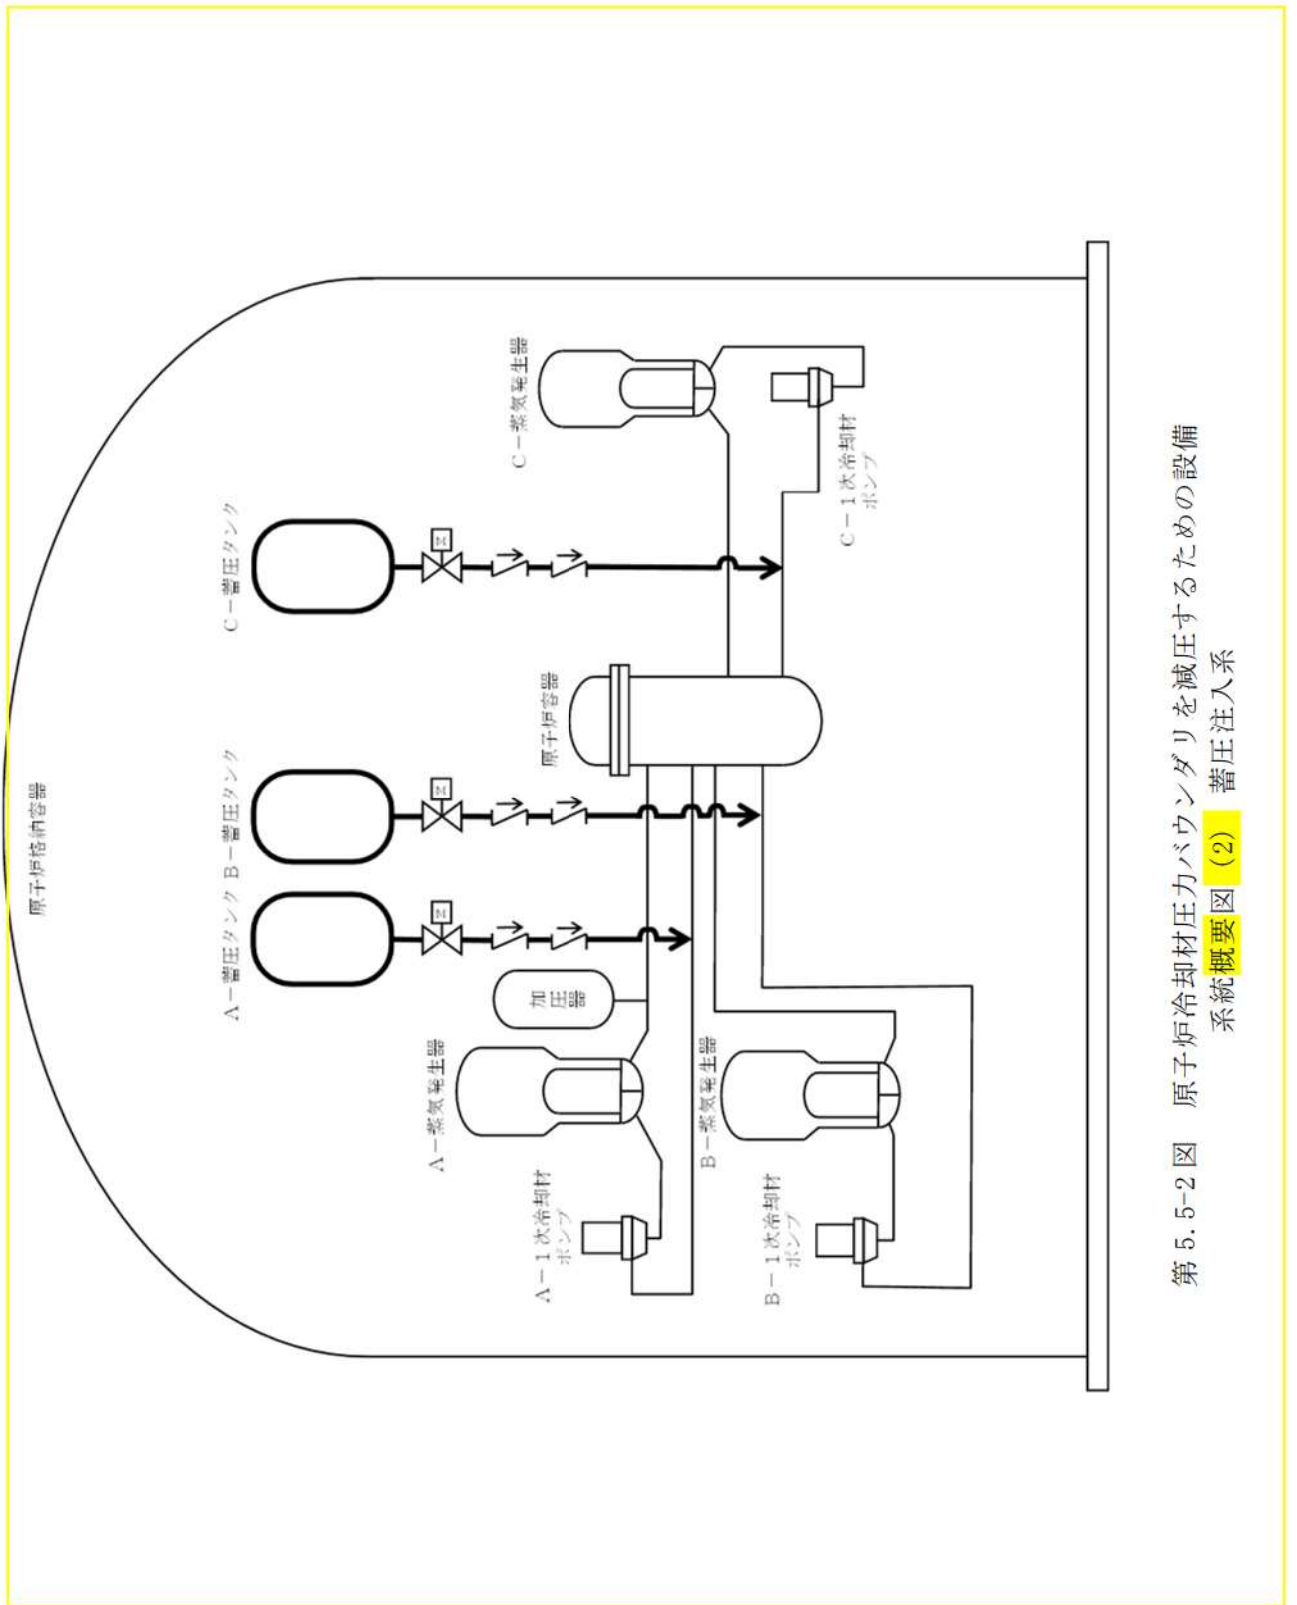 原子炉格納容器
A－蓄圧タンク
B－蓄圧タンク
C－蓄圧タンク
M
M
M
加圧器
原子炉容器
A－蒸気発生器
B－蒸気発生器
C－蒸気発生器
A－1次冷却材
ポンプ
B－1次冷却材
ポンプ
C－1次冷却材
ポンプ
第5.5-2図　原子炉冷却材圧力バウンダリを減圧するための設備
系統概要図(2)　蓄圧注入系